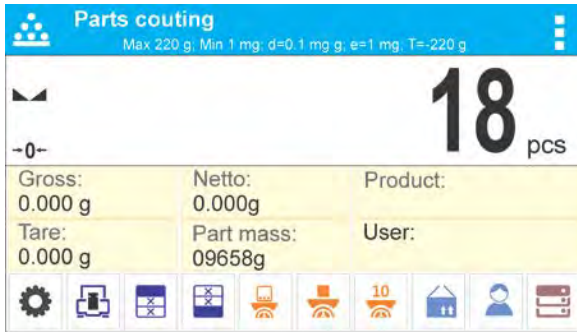 Parts couting
Max 220 g; Min 1 mg; d=0.1 mg g; e=1 mg; T=-220 g
18 pcs
→0←
Gross:
0.000 g
Netto:
0.000g
Product:
Tare:
0.000 g
Part mass:
09658g
User:
10